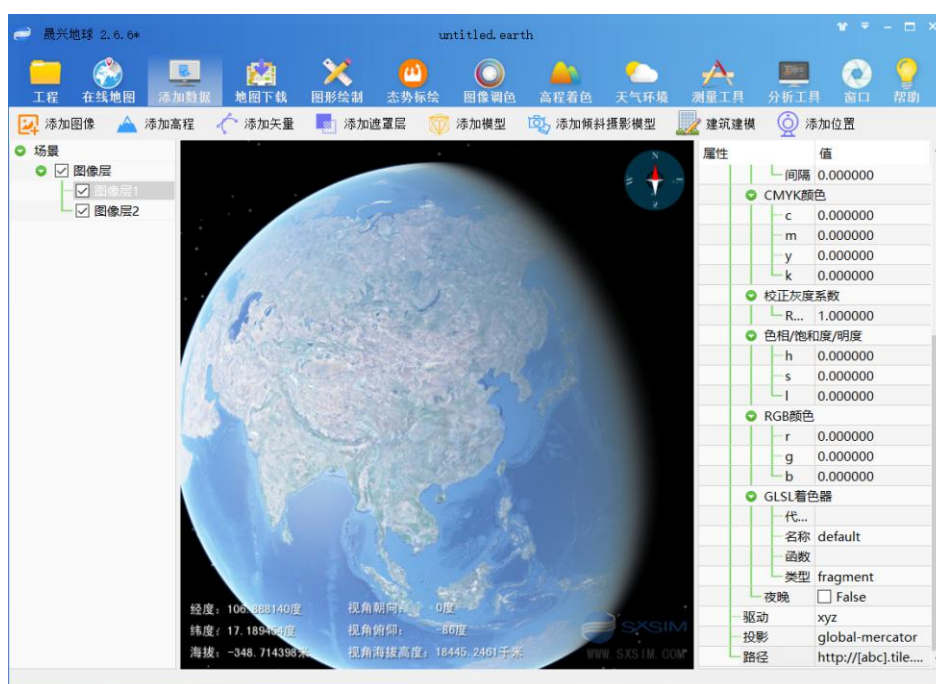 晟兴地球 2.6.6*
untitled.earth
工程 在线地图 添加数据 地图下载 图形绘制 态势标绘 图像调色 高程着色 天气环境 测量工具 分析工具 窗口 帮助
添加图像 添加高程 添加矢量 添加遮罩层 添加模型 添加倾斜摄影模型 建筑建模 添加位置
场景
图像层
图像层1
图像层2
N
属性 值
间隔 0.000000
CMYK颜色
c 0.000000
m 0.000000
y 0.000000
k 0.000000
校正灰度系数
R... 1.000000
色相/饱和度/明度
h 0.000000
s 0.000000
l 0.000000
RGB颜色
r 0.000000
g 0.000000
b 0.000000
GLSL着色器
代...
名称 default
函数
类型 fragment
夜晚 False
驱动 xyz
投影 global-mercator
路径 http://[abc].tile....
经度: 106.888140度 视角朝向: 0度
纬度: 视角俯仰: -86度
海拔: -348.714398米 视角海拔高度: 18445.2461千米
SXSIM
WWW.SXSIM.COM